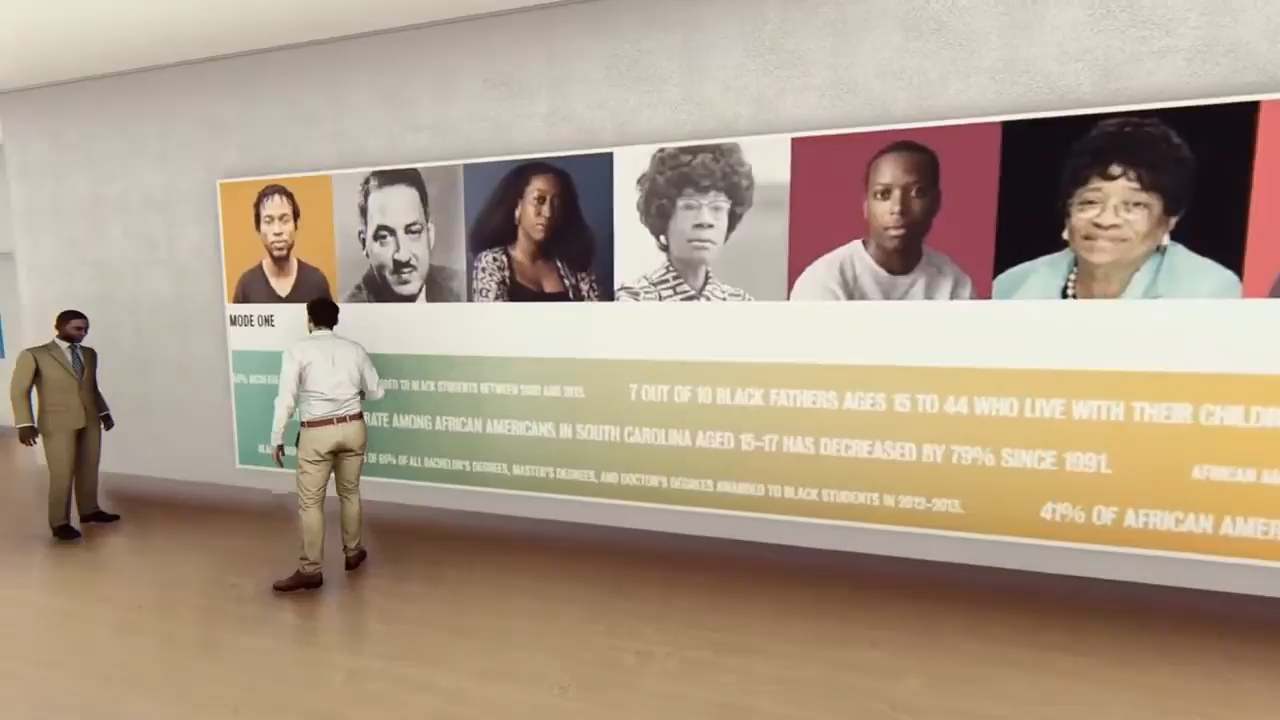 MODE ONE
DED TO BLACK STUDENTS BETWEEN 2002 AND 2013.
7 OUT OF 10 BLACK FATHERS AGES 15 TO 44 WHO LIVE WITH THEIR CHILDR
RATE AMONG AFRICAN AMERICANS IN SOUTH CAROLINA AGED 15-17 HAS DECREASED BY 79% SINCE 1991.
AFRICAN AM
OF ALL BACHELOR'S DEGREES, MASTER'S DEGREES, AND DOCTOR'S DEGREES AWARDED TO BLACK STUDENTS IN 2012-2013.
41% OF AFRICAN AMER